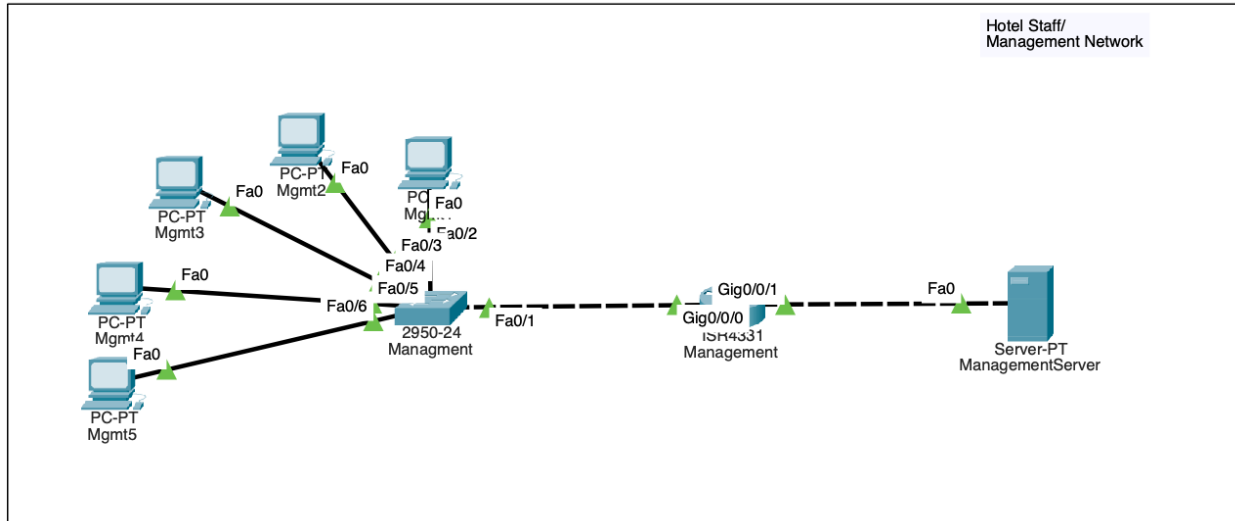 Hotel Staff/
Management Network
PC-PT
Mgmt2
Fa0
Fa0
Fa0/2
PC-PT
Mgmt3
Fa0
Fa0/3
Fa0/4
Fa0/5
Fa0/6
PC-PT
Mgmt4
Fa0
PC-PT
Mgmt5
Fa0
2950-24
Managment
Fa0/1
Gig0/0/1
Gig0/0/0
ISR4331
Management
Fa0
Server-PT
ManagementServer